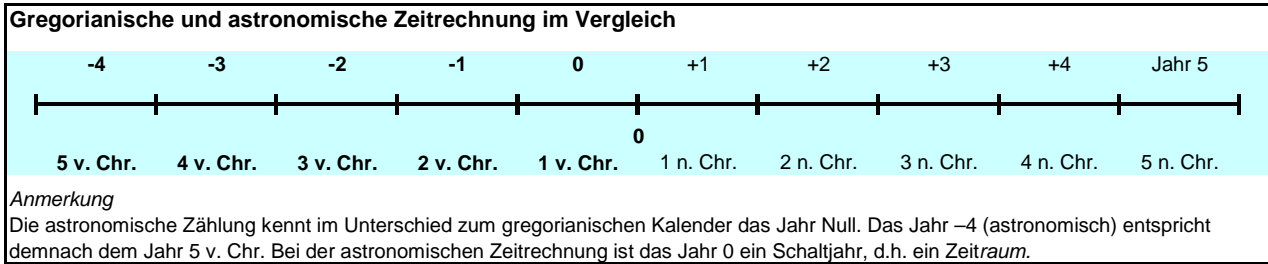 Gregorianische und astronomische Zeitrechnung im Vergleich
-4 -3 -2 -1 0 +1 +2 +3 +4 Jahr 5
0
5 v. Chr. 4 v. Chr. 3 v. Chr. 2 v. Chr. 1 v. Chr. 1 n. Chr. 2 n. Chr. 3 n. Chr. 4 n. Chr. 5 n. Chr.
Anmerkung
Die astronomische Zählung kennt im Unterschied zum gregorianischen Kalender das Jahr Null. Das Jahr –4 (astronomisch) entspricht
demnach dem Jahr 5 v. Chr. Bei der astronomischen Zeitrechnung ist das Jahr 0 ein Schaltjahr, d.h. ein Zeitraum.